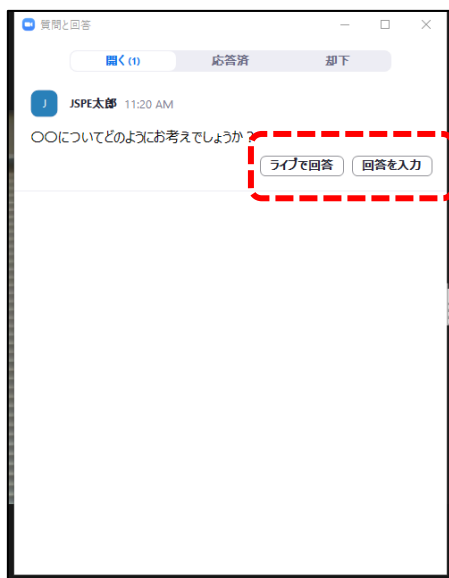 質問と回答
開く(1) 応答済 却下
J JSPE太郎 11:20 AM
〇〇についてどのようにお考えでしょうか?
ライブで回答 回答を入力